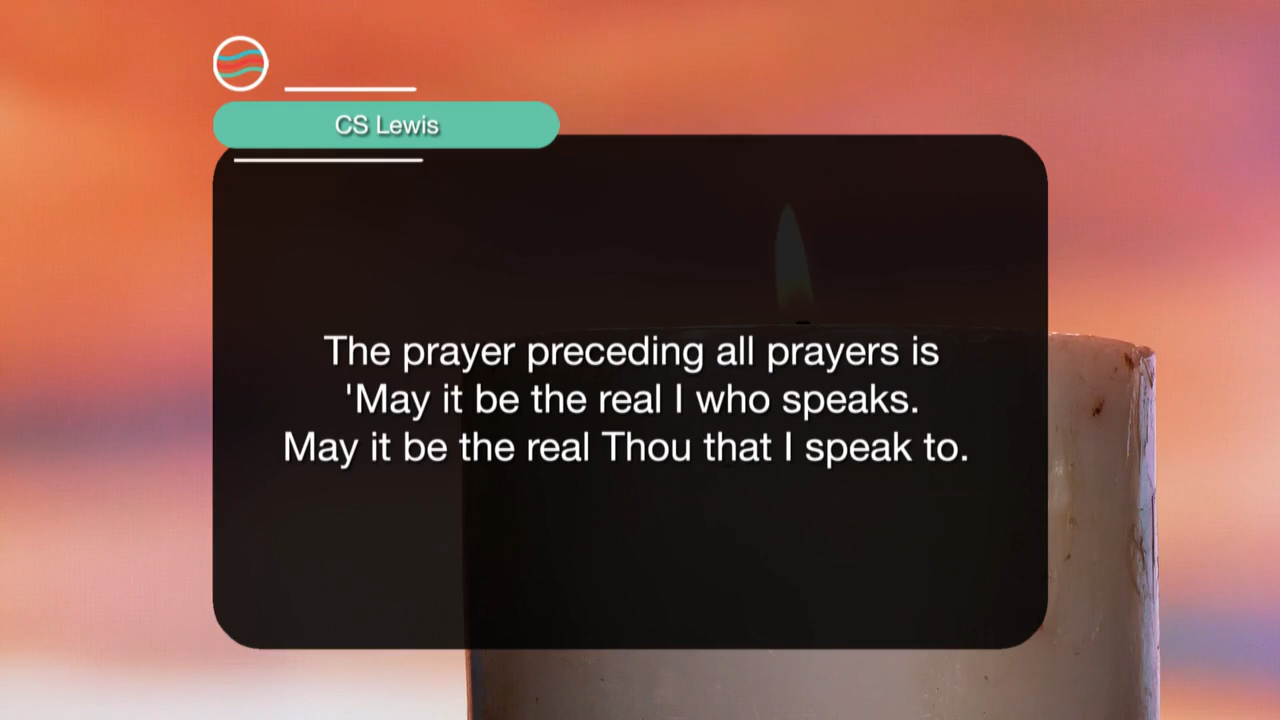 CS Lewis
The prayer preceding all prayers is
'May it be the real I who speaks.
May it be the real Thou that I speak to.